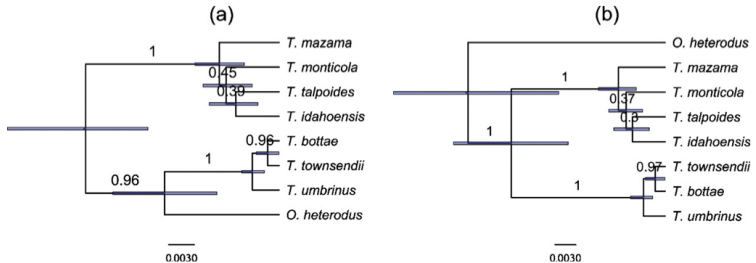 (a)
1
T. mazama
T. monticola
0.45
T. talpoides
0.39
T. idahoensis
0.96
T. bottae
1
T. townsendii
0.96
T. umbrinus
O. heterodus
0.0030
(b)
O. heterodus
T. mazama
1
T. monticola
0.37
T. talpoides
0.3
T. idahoensis
1
T. townsendii
0.97
T. bottae
1
T. umbrinus
0.0030